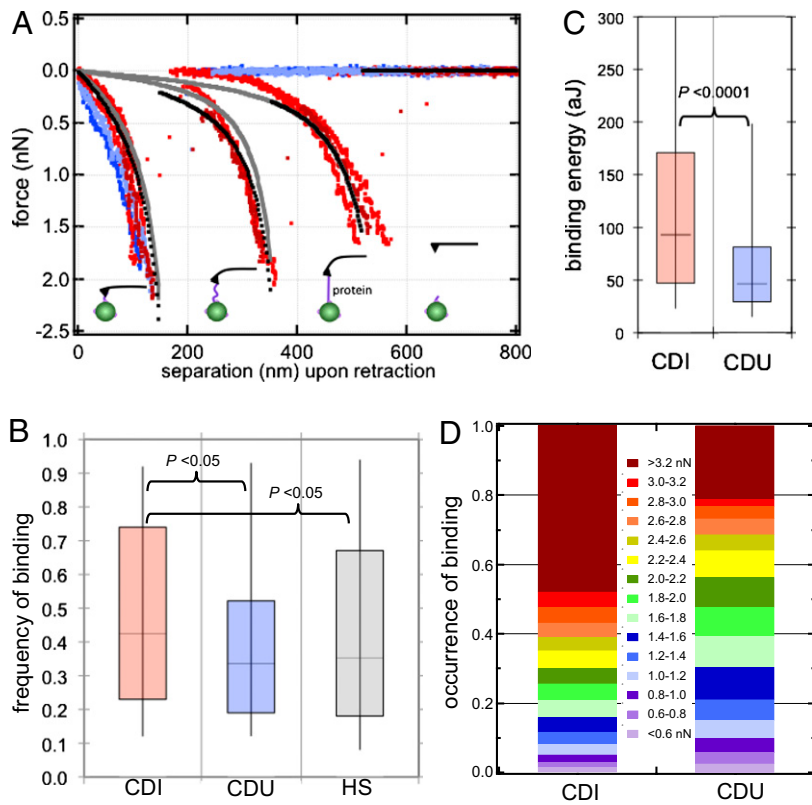 A
0.5
0.0
0.5
1.0
1.5
2.0
-2.5
force (nN)
protein
0
200
400
600
800
separation (nm) upon retraction
C
300
250
200
150
100
50
0
binding energy (aJ)
P <0.0001
CDI
CDU
B
1.0
0.9
0.8
0.7
0.6
0.5
0.4
0.3
0.2
0.1
0.0
frequency of binding
P <0.05
P <0.05
CDI
CDU
HS
D
1.0
0.8
0.6
0.4
0.2
0.0
occurrence of binding
>3.2 nN
3.0-3.2
2.8-3.0
2.6-2.8
2.4-2.6
2.2-2.4
2.0-2.2
1.8-2.0
1.6-1.8
1.4-1.6
1.2-1.4
1.0-1.2
0.8-1.0
0.6-0.8
<0.6 nN
CDI
CDU